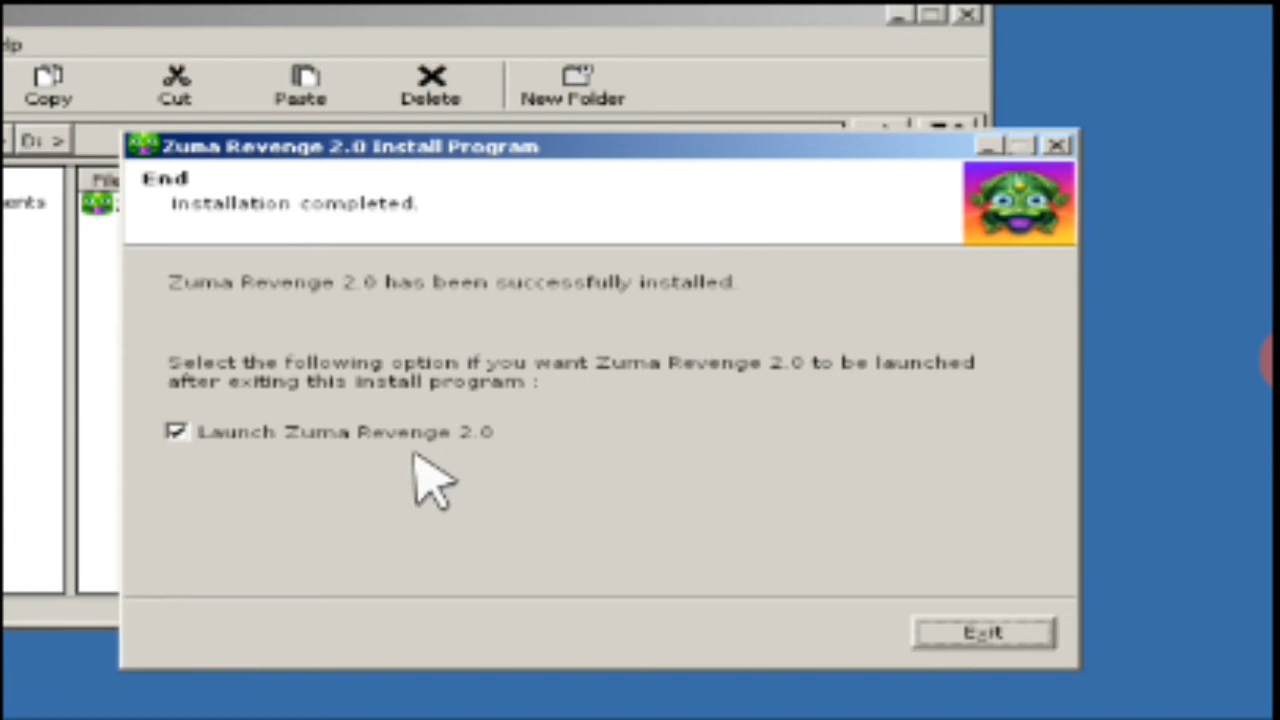 lp
Copy Cut Paste Delete New Folder
D: >
Zuma Revenge 2.0 Install Program
End
Installation completed.
ents
File
Zuma Revenge 2.0 has been successfully installed.
Select the following option if you want Zuma Revenge 2.0 to be launched
after exiting this install program :
Launch Zuma Revenge 2.0
Exit